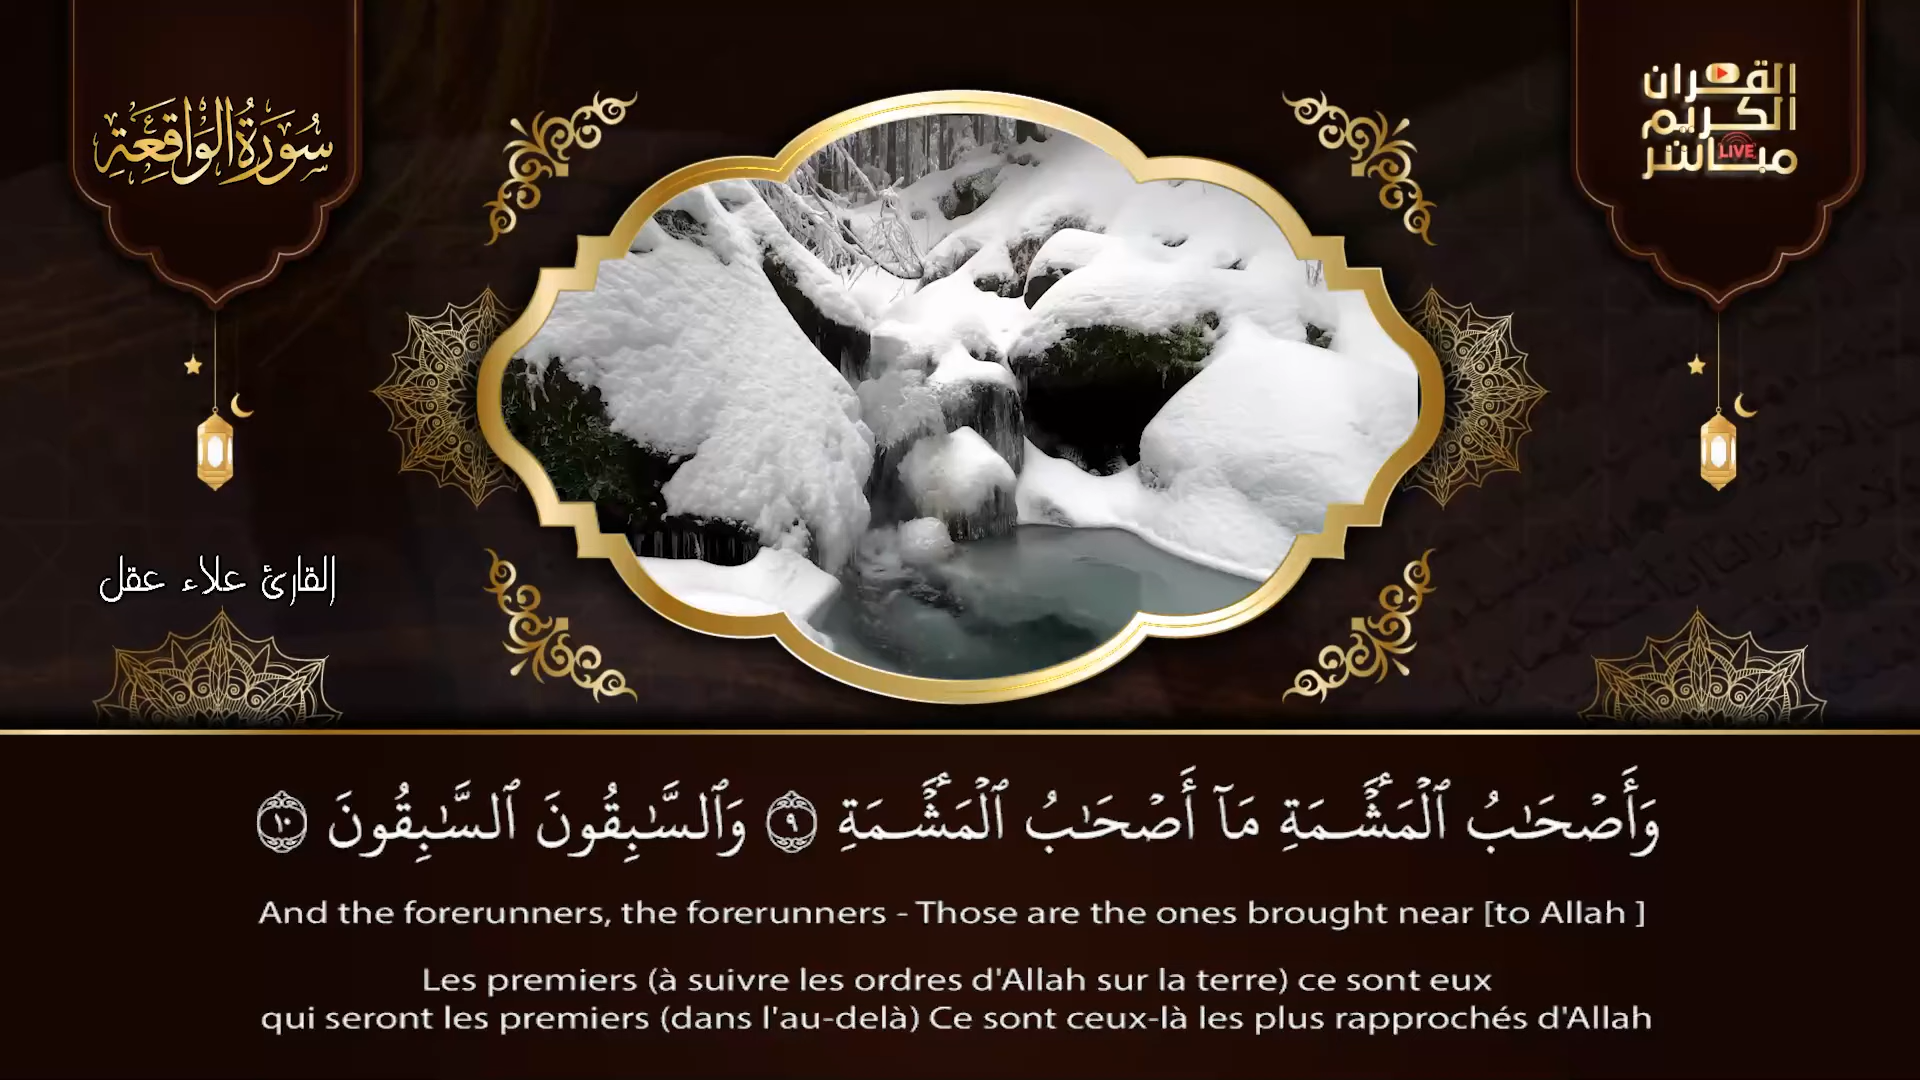 سُورَةُ الوَاقِعَةِ
القران
الكريم
مباشر
LIVE
القارئ علاء عقل
وَأَصْحَٰبُ ٱلْمَشْـَٔمَةِ مَآ أَصْحَٰبُ ٱلْمَشْـَٔمَةِ ٩ وَٱلسَّٰبِقُونَ ٱلسَّٰبِقُونَ ١٠
And the forerunners, the forerunners - Those are the ones brought near [to Allah ]
Les premiers (à suivre les ordres d'Allah sur la terre) ce sont eux
qui seront les premiers (dans l'au-delà) Ce sont ceux-là les plus rapprochés d'Allah